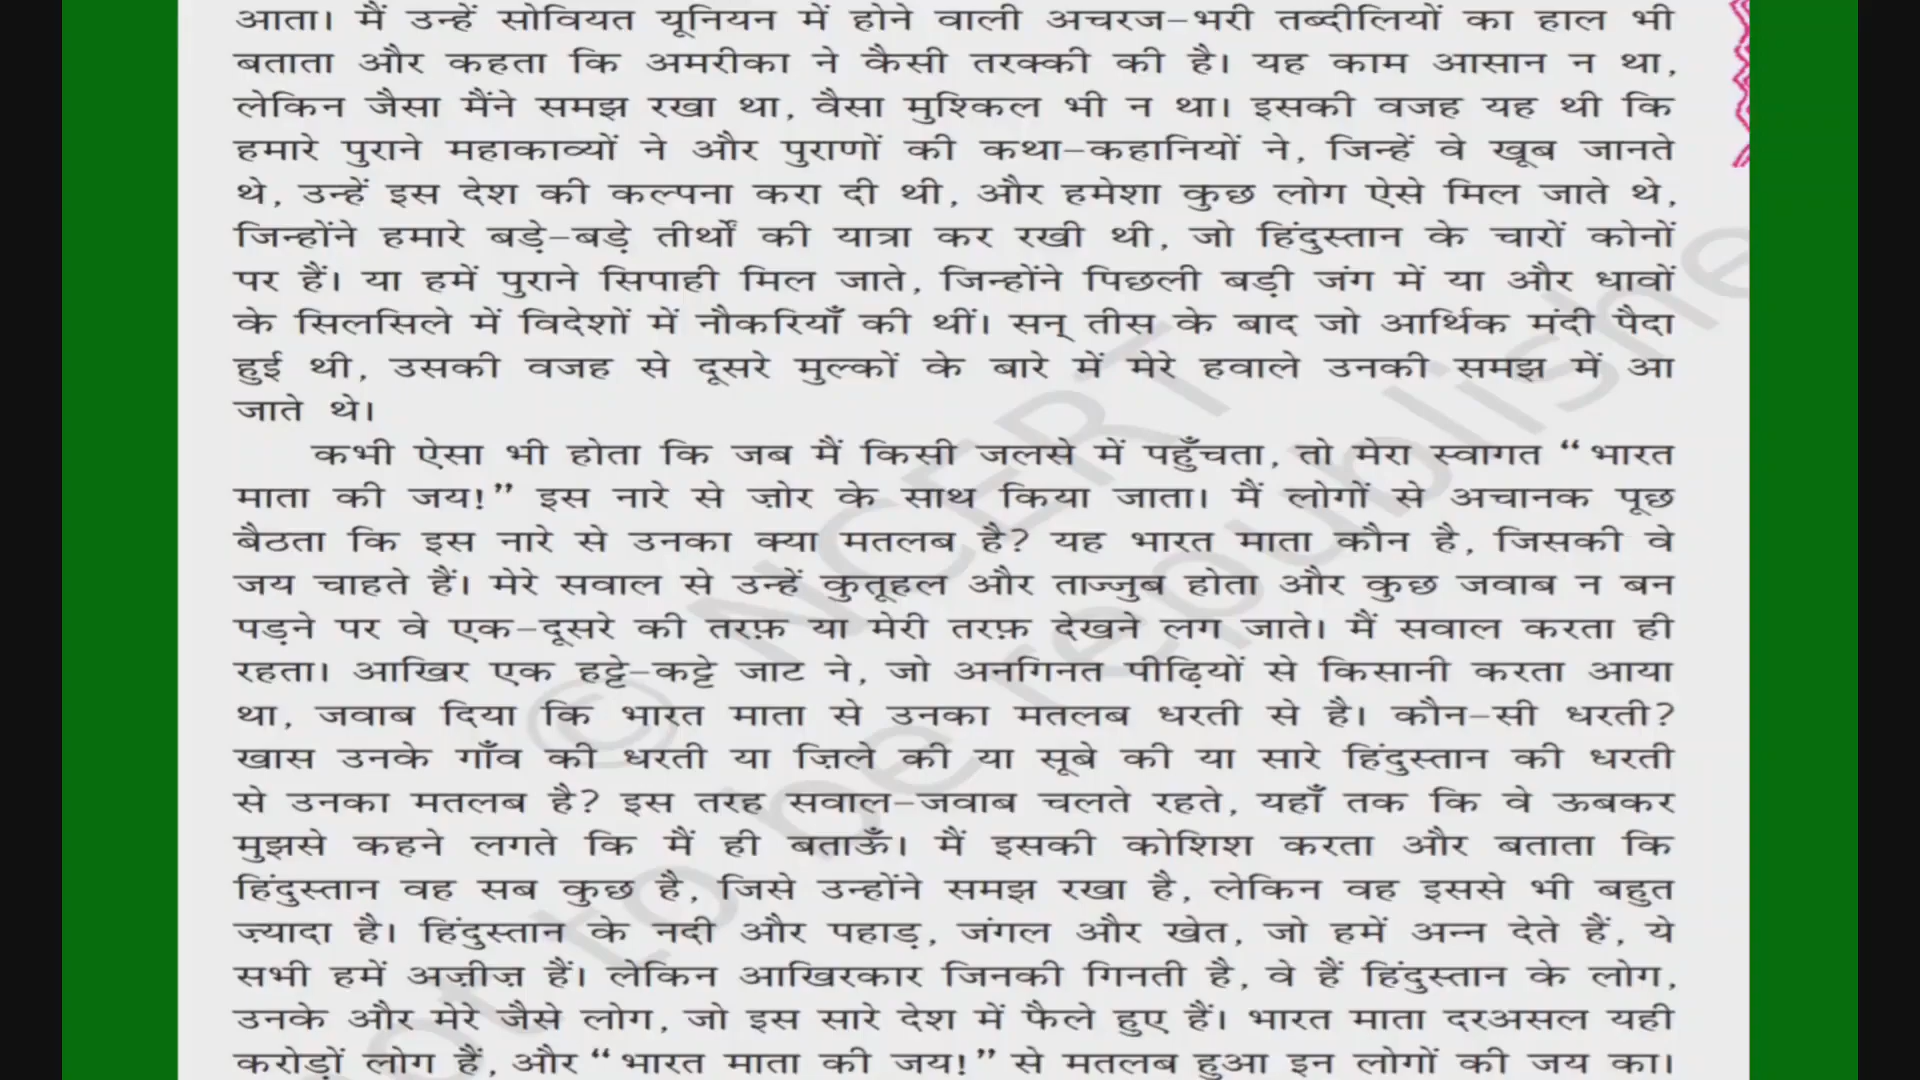 आता। मैं उन्हें सोवियत यूनियन में होने वाली अचरज-भरी तब्दीलियों का हाल भी
बताता और कहता कि अमरीका ने कैसी तरक्की की है। यह काम आसान न था,
लेकिन जैसा मैंने समझ रखा था, वैसा मुश्किल भी न था। इसकी वजह यह थी कि
हमारे पुराने महाकाव्यों ने और पुराणों की कथा-कहानियों ने, जिन्हें वे खूब जानते
थे, उन्हें इस देश की कल्पना करा दी थी, और हमेशा कुछ लोग ऐसे मिल जाते थे,
जिन्होंने हमारे बड़े-बड़े तीर्थों की यात्रा कर रखी थी, जो हिंदुस्तान के चारों कोनों
पर हैं। या हमें पुराने सिपाही मिल जाते, जिन्होंने पिछली बड़ी जंग में या और धावों
के सिलसिले में विदेशों में नौकरियाँ की थीं। सन् तीस के बाद जो आर्थिक मंदी पैदा
हुई थी, उसकी वजह से दूसरे मुल्कों के बारे में मेरे हवाले उनकी समझ में आ
जाते थे।
कभी ऐसा भी होता कि जब मैं किसी जलसे में पहुँचता, तो मेरा स्वागत “भारत
माता की जय!” इस नारे से ज़ोर के साथ किया जाता। मैं लोगों से अचानक पूछ
बैठता कि इस नारे से उनका क्या मतलब है? यह भारत माता कौन है, जिसकी वे
जय चाहते हैं। मेरे सवाल से उन्हें कुतूहल और ताज्जुब होता और कुछ जवाब न बन
पड़ने पर वे एक-दूसरे की तरफ़ या मेरी तरफ़ देखने लग जाते। मैं सवाल करता ही
रहता। आखिर एक हट्टे-कट्टे जाट ने, जो अनगिनत पीढ़ियों से किसानी करता आया
था, जवाब दिया कि भारत माता से उनका मतलब धरती से है। कौन-सी धरती?
खास उनके गाँव की धरती या ज़िले की या सूबे की या सारे हिंदुस्तान की धरती
से उनका मतलब है? इस तरह सवाल-जवाब चलते रहते, यहाँ तक कि वे ऊबकर
मुझसे कहने लगते कि मैं ही बताऊँ। मैं इसकी कोशिश करता और बताता कि
हिंदुस्तान वह सब कुछ है, जिसे उन्होंने समझ रखा है, लेकिन वह इससे भी बहुत
ज़्यादा है। हिंदुस्तान के नदी और पहाड़, जंगल और खेत, जो हमें अन्न देते हैं, ये
सभी हमें अज़ीज़ हैं। लेकिन आखिरकार जिनकी गिनती है, वे हैं हिंदुस्तान के लोग,
उनके और मेरे जैसे लोग, जो इस सारे देश में फैले हुए हैं। भारत माता दरअसल यही
करोड़ों लोग हैं, और “भारत माता की जय!” से मतलब हुआ इन लोगों की जय का।
© NCERT
not to be republishe